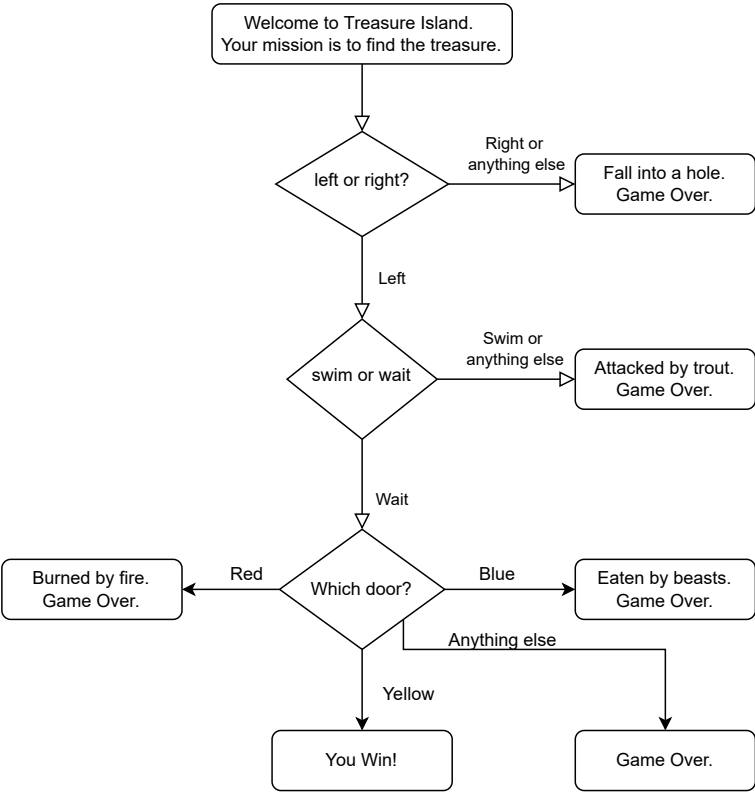 Welcome to Treasure Island.
Your mission is to find the treasure.
left or right?
Right or
anything else
Fall into a hole.
Game Over.
Left
swim or wait
Swim or
anything else
Attacked by trout.
Game Over.
Wait
Which door?
Red
Burned by fire.
Game Over.
Blue
Eaten by beasts.
Game Over.
Anything else
Yellow
You Win!
Game Over.